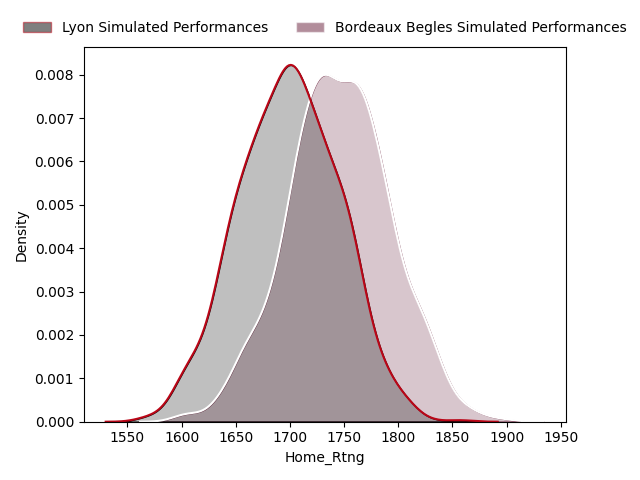 Lyon Simulated Performances
Bordeaux Begles Simulated Performances
0.008
0.007
0.006
0.005
0.004
0.003
0.002
0.001
0.000
Density
1550 1600 1650 1700 1750 1800 1850 1900 1950
Home_Rtng